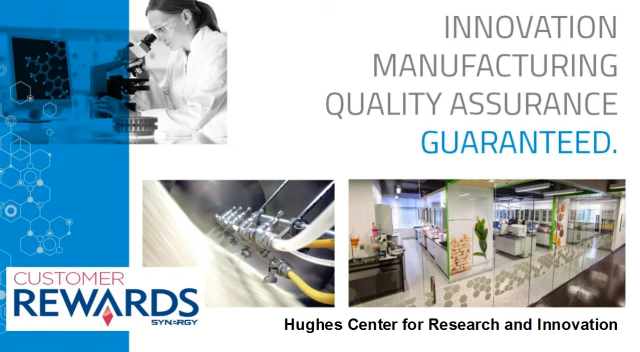 INNOVATION
MANUFACTURING
QUALITY ASSURANCE
GUARANTEED.
CUSTOMER
REWARDS
SYNERGY
Hughes Center for Research and Innovation